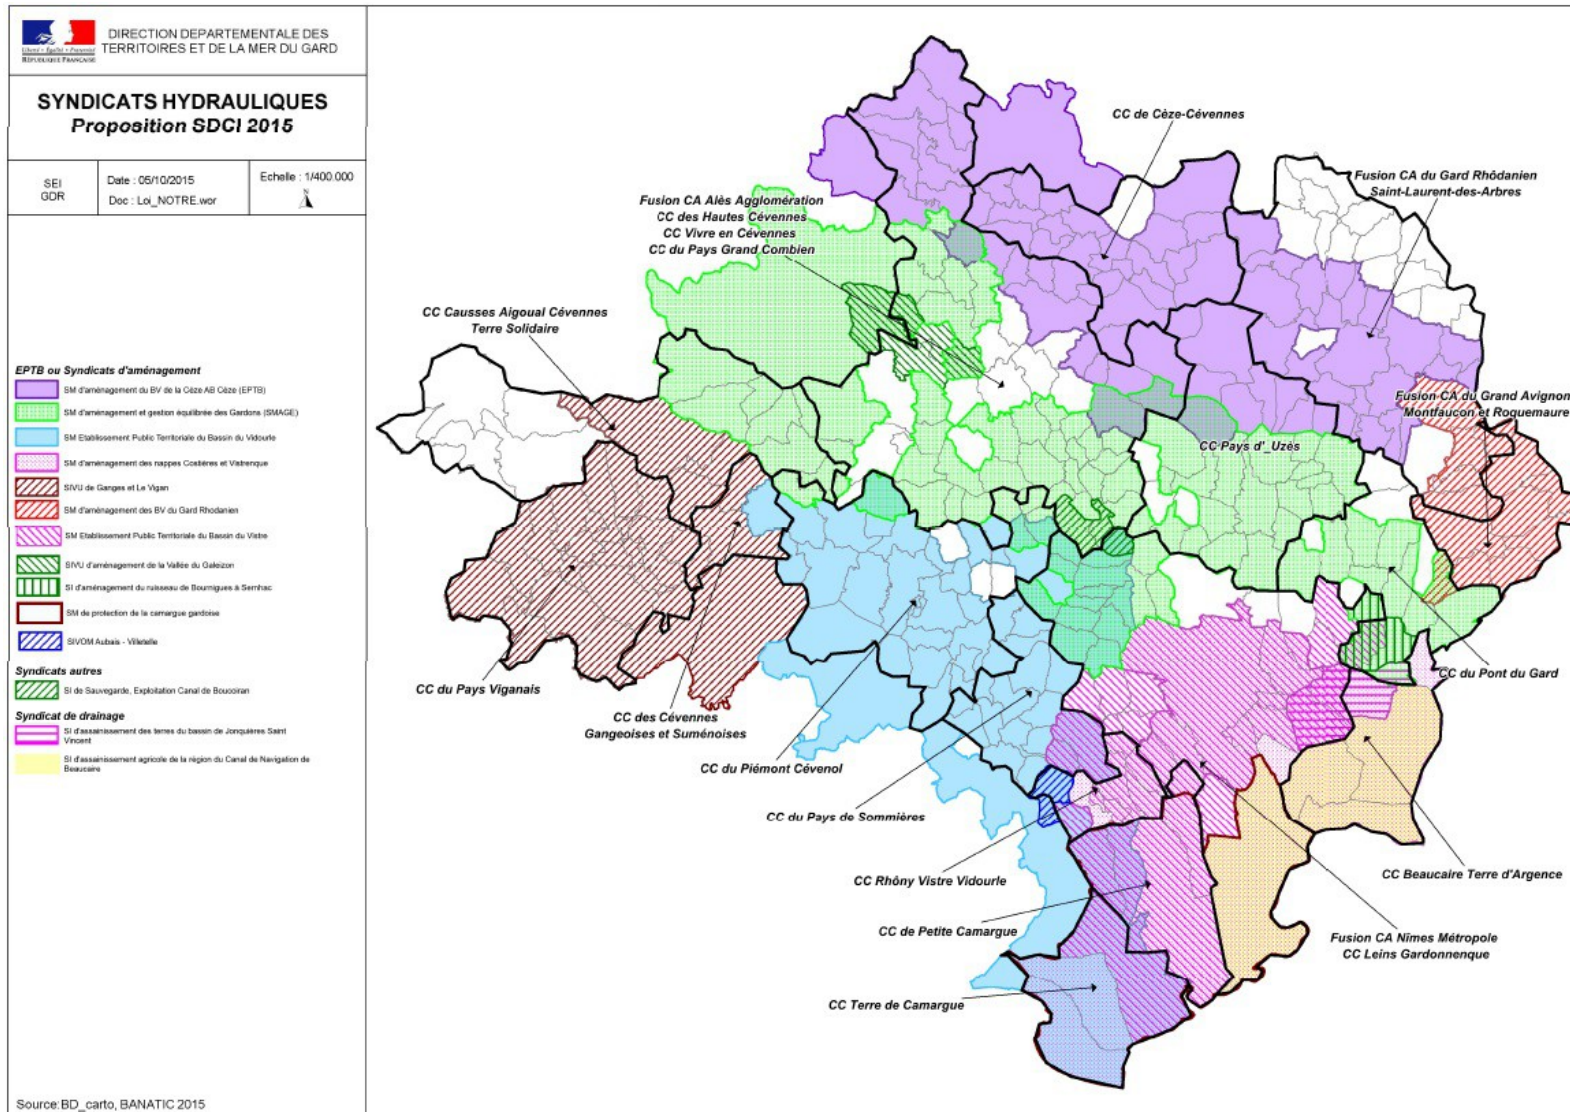 Liberté • Égalité • Fraternité
RÉPUBLIQUE FRANÇAISE
DIRECTION DEPARTEMENTALE DES
TERRITOIRES ET DE LA MER DU GARD
SYNDICATS HYDRAULIQUES
Proposition SDCI 2015
SEI
GDR
Date : 05/10/2015
Doc : Loi_NOTRE.wor
Echelle : 1/400.000
N
EPTB ou Syndicats d'aménagement
SM d'aménagement du BV de la Cèze AB Cèze (EPTB)
SM d'aménagement et gestion équilibrée des Gardons (SMAGE)
SM Etablissement Public Territoriale du Bassin du Vidourle
SM d'aménagement des nappes Costières et Vistrenque
SIVU de Ganges et Le Vigan
SM d'aménagement des BV du Gard Rhodanien
SM Etablissement Public Territoriale du Bassin du Vistre
SIVU d'aménagement de la Vallée du Galeizon
SI d'aménagement du ruisseau de Bournigues à Sernhac
SM de protection de la camargue gardoise
SIVOM Aubais - Villetelle
Syndicats autres
SI de Sauvegarde, Exploitation Canal de Boucoiran
Syndicat de drainage
SI d'assainissement des terres du bassin de Jonquières Saint
Vincent
SI d'assainissement agricole de la région du Canal de Navigation de
Beaucaire
Source:BD_carto, BANATIC 2015
CC de Cèze-Cévennes
Fusion CA du Gard Rhôdanien
Saint-Laurent-des-Arbres
Fusion CA Alès Agglomération
CC des Hautes Cévennes
CC Vivre en Cévennes
CC du Pays Grand Combien
CC Causses Aigoual Cévennes
Terre Solidaire
Fusion CA du Grand Avignon
Montfaucon et Roquemaure
CC Pays d'_Uzès
CC du Pont du Gard
CC du Pays Viganais
CC des Cévennes
Gangeoises et Suménoises
CC du Piémont Cévenol
CC du Pays de Sommières
CC Rhôny Vistre Vidourle
CC Beaucaire Terre d'Argence
CC de Petite Camargue
Fusion CA Nîmes Métropole
CC Leins Gardonnenque
CC Terre de Camargue